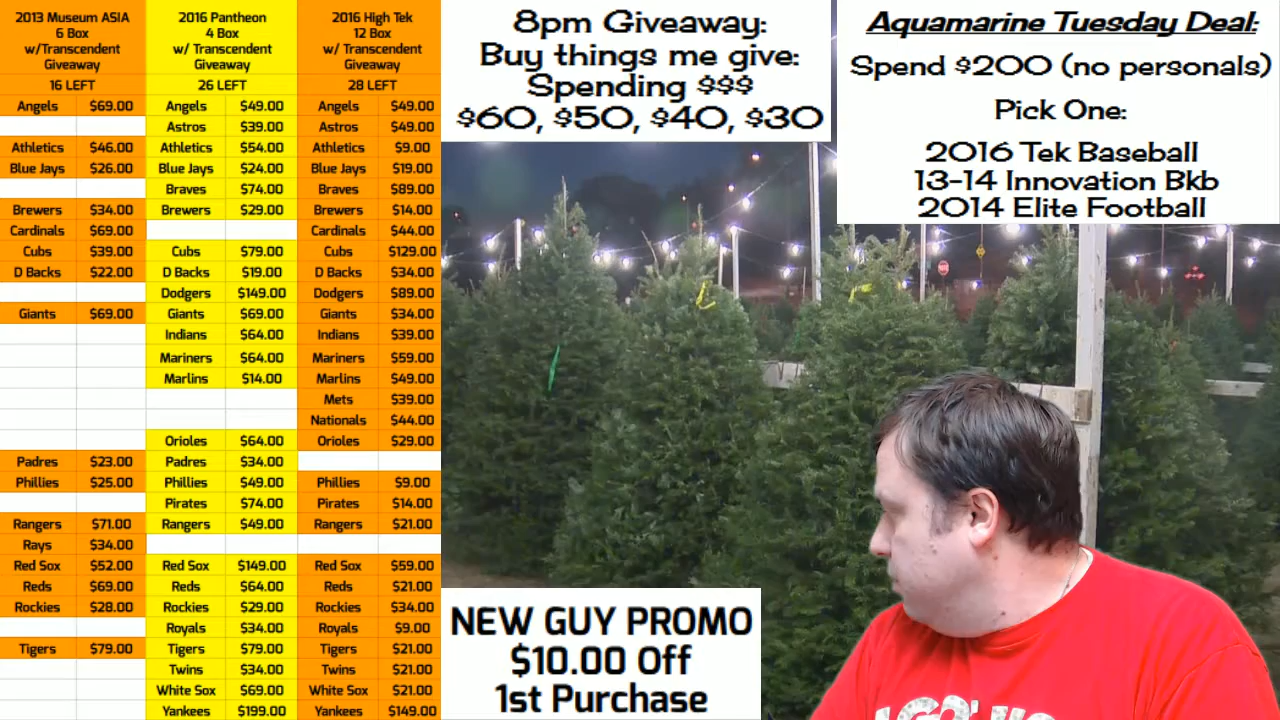 2013 Museum ASIA
6 Box
w/Transcendent
Giveaway
16 LEFT
Angels $69.00
Athletics $46.00
Blue Jays $26.00
Brewers $34.00
Cardinals $69.00
Cubs $39.00
D Backs $22.00
Giants $69.00
Padres $23.00
Phillies $25.00
Rangers $71.00
Rays $34.00
Red Sox $52.00
Reds $69.00
Rockies $28.00
Tigers $79.00
2016 Pantheon
4 Box
w/ Transcendent
Giveaway
26 LEFT
Angels $49.00
Astros $39.00
Athletics $54.00
Blue Jays $24.00
Braves $74.00
Brewers $29.00
Cubs $79.00
D Backs $19.00
Dodgers $149.00
Giants $69.00
Indians $64.00
Mariners $64.00
Marlins $14.00
Orioles $64.00
Padres $34.00
Phillies $49.00
Pirates $74.00
Rangers $49.00
Red Sox $149.00
Reds $64.00
Rockies $29.00
Royals $34.00
Tigers $79.00
Twins $34.00
White Sox $69.00
Yankees $199.00
2016 High Tek
12 Box
w/ Transcendent
Giveaway
28 LEFT
Angels $49.00
Astros $49.00
Athletics $9.00
Blue Jays $19.00
Braves $89.00
Brewers $14.00
Cardinals $44.00
Cubs $129.00
D Backs $34.00
Dodgers $89.00
Giants $34.00
Indians $39.00
Mariners $59.00
Marlins $49.00
Mets $39.00
Nationals $44.00
Orioles $29.00
Phillies $9.00
Pirates $14.00
Rangers $21.00
Red Sox $59.00
Reds $21.00
Rockies $34.00
Royals $9.00
Tigers $21.00
Twins $21.00
White Sox $21.00
Yankees $149.00
8pm Giveaway:
Buy things me give:
Spending $$$
$60, $50, $40, $30
Aquamarine Tuesday Deal:
Spend $200 (no personals)
Pick One:
2016 Tek Baseball
13-14 Innovation Bkb
2014 Elite Football
NEW GUY PROMO
$10.00 Off
1st Purchase